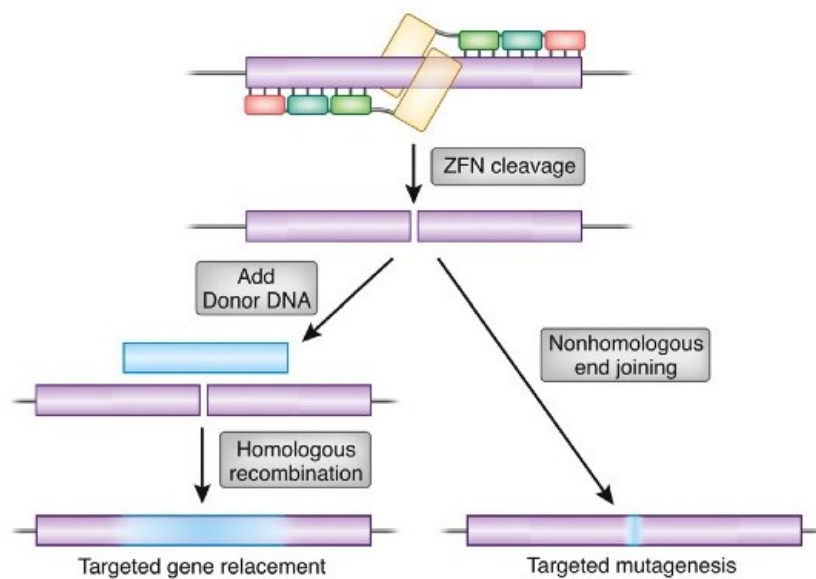 ZFN cleavage
Add
Donor DNA
Nonhomologous
end joining
Homologous
recombination
Targeted gene relacement
Targeted mutagenesis